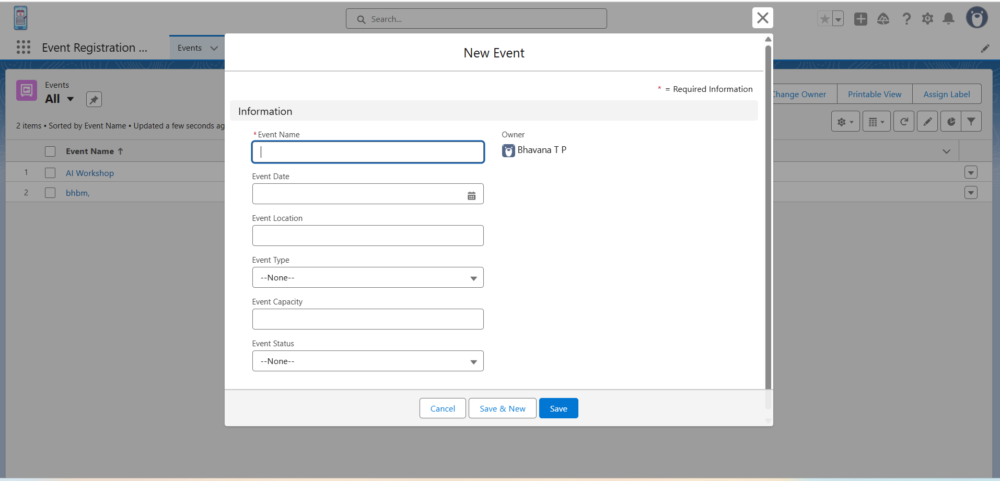 Search...
Event Registration ...
Events
Events
All
2 items • Sorted by Event Name • Updated a few seconds ag
Change Owner
Printable View
Assign Label
Event Name
1
AI Workshop
2
bhbm,
New Event
* = Required Information
Information
*Event Name
Owner
Bhavana T P
Event Date
Event Location
Event Type
--None--
Event Capacity
Event Status
--None--
Cancel
Save & New
Save